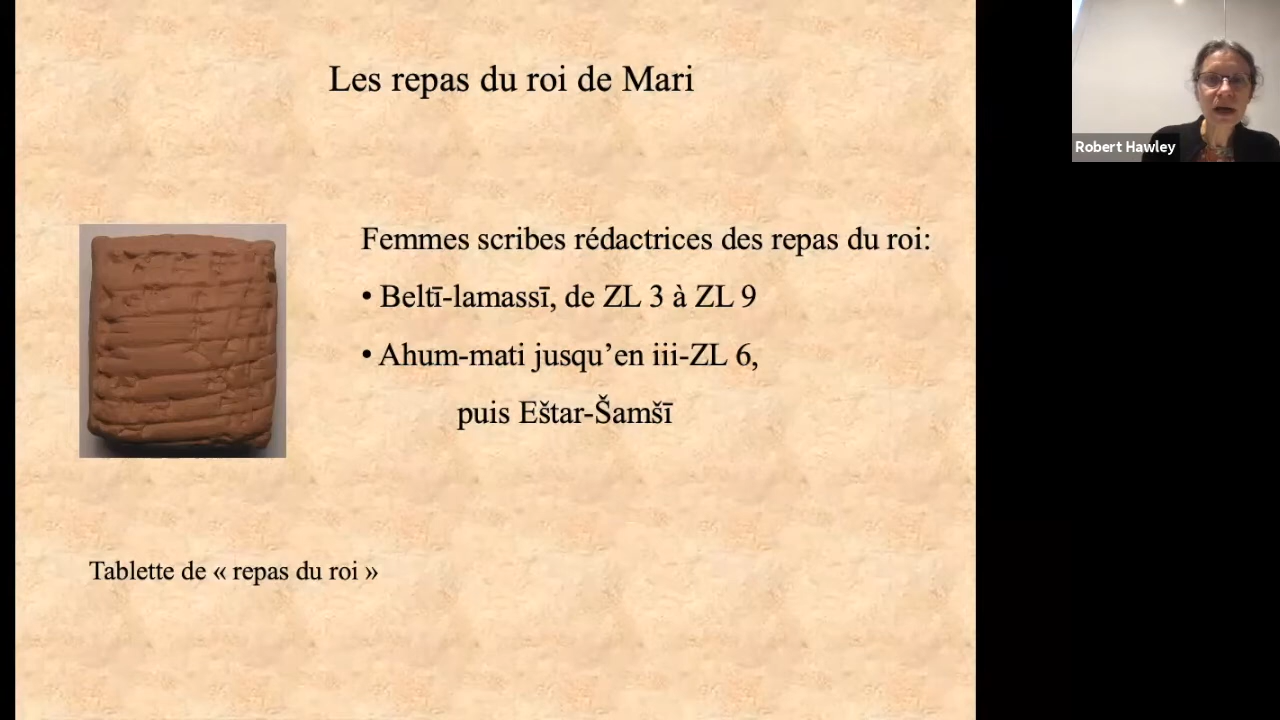 Les repas du roi de Mari
Femmes scribes rédactrices des repas du roi:
• Beltī-lamassī, de ZL 3 à ZL 9
• Ahum-mati jusqu’en iii-ZL 6,
puis Eštar-Šamšī
Tablette de « repas du roi »
Robert Hawley